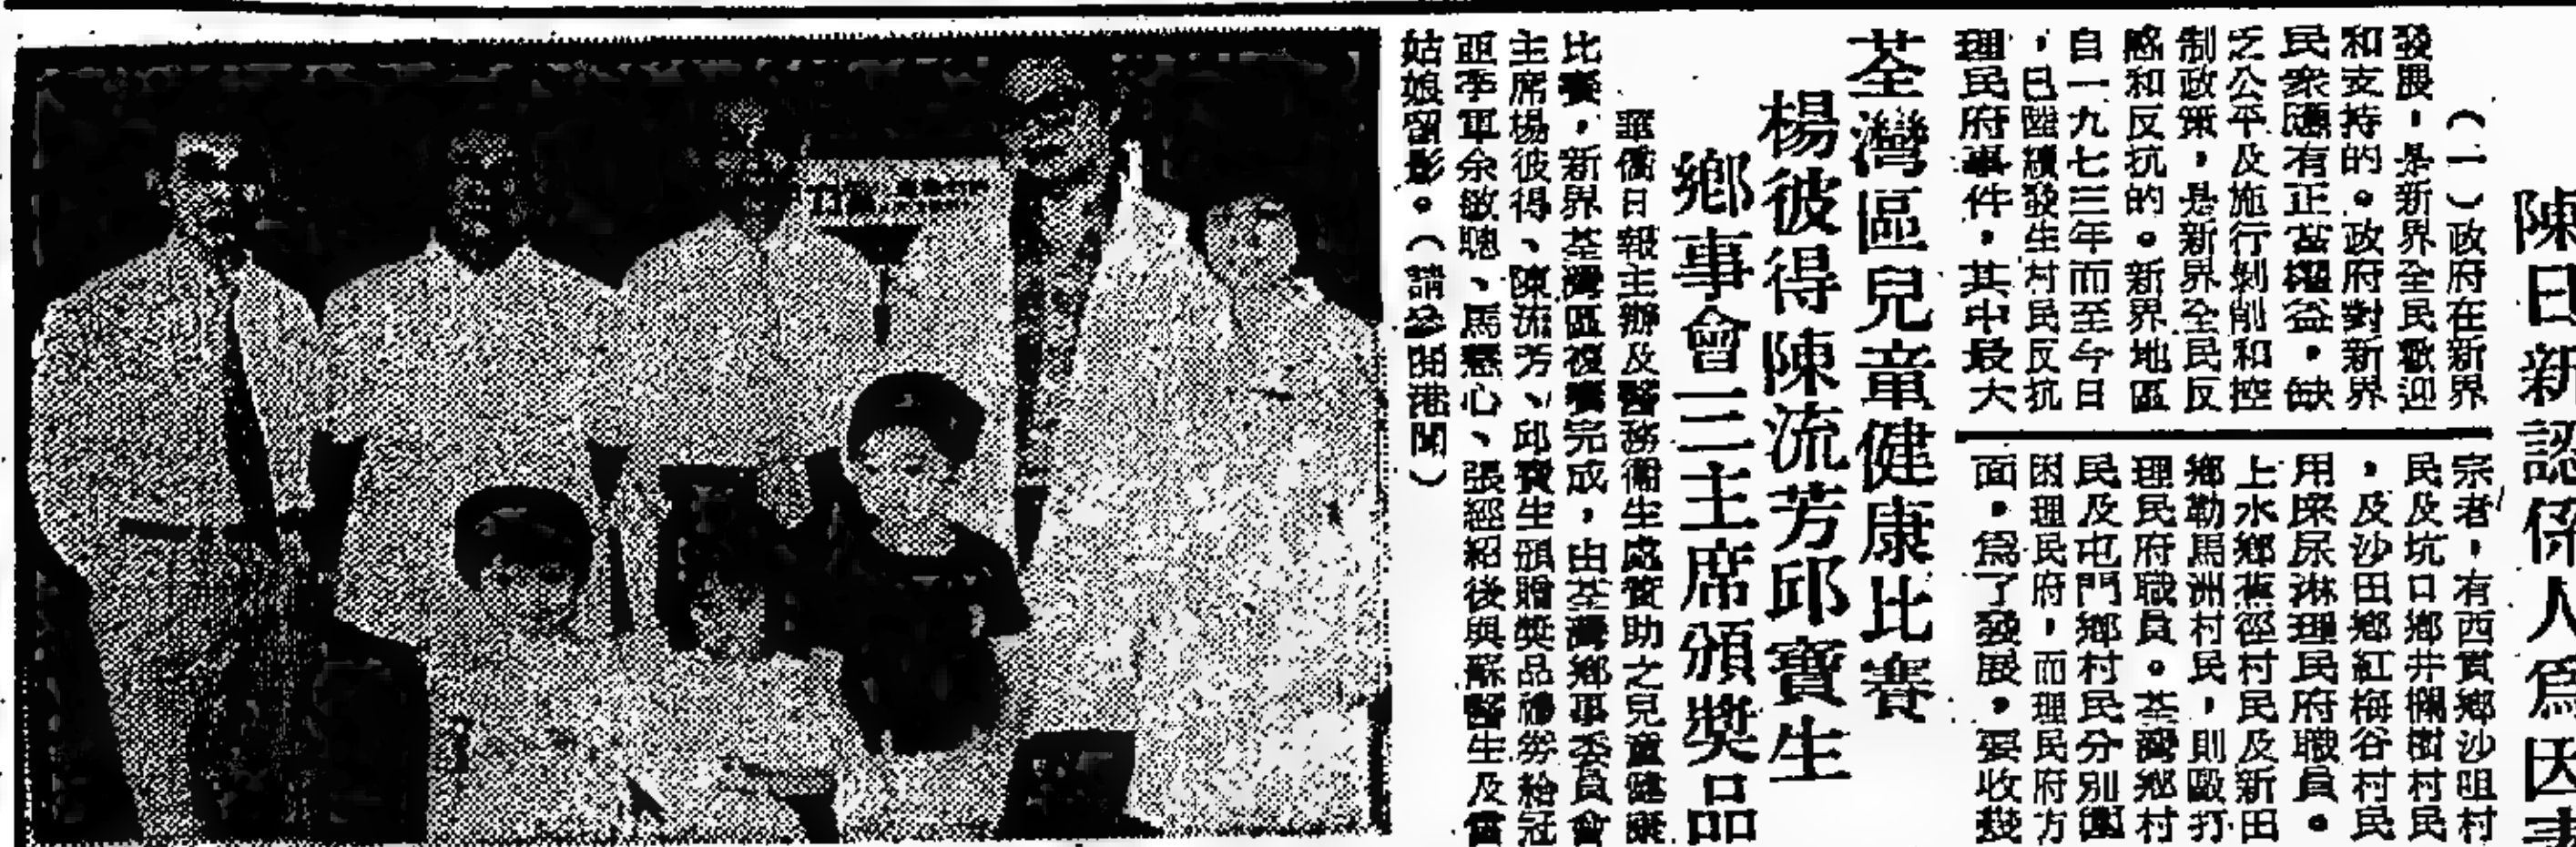 陳日新認係人爲因
（一）政府在新界
發展，是新界全民歡迎
和支持的。政府對新界
民衆應有正當權益，缺
乏公平及施行剝削和控
制政策，是新界全民反
感和反抗的。新界地區
自一九七三年而至今日
，已陸續發生村民反抗
理民府事件，其中最大
宗者，有西貢鄉沙咀村
民及坑口鄉井欄樹村民
，及沙田鄉紅梅谷村民
用屎尿淋理民府職員。
上水鄉蕉徑村民及新田
鄉勒馬洲村民，則毆打
理民府職員。荃灣鄉村
民及屯門鄉村民分別圍
困理民府，而理民府方
面，爲了發展，要收幾
荃灣區兒童健康比賽
楊彼得陳流芳邱寶生
鄉事會三主席頒獎品
華僑日報主辦及醫務衞生處贊助之兒童健康
比賽，新界荃灣區複賽完成，由荃灣鄉事委員會
主席楊彼得、陳流芳、邱寶生頒贈獎品禮劵給冠
亞季軍余敏聰、馬慧心、張經紹後與蘇醫生及曾
姑娘留影。（請參閱港聞）